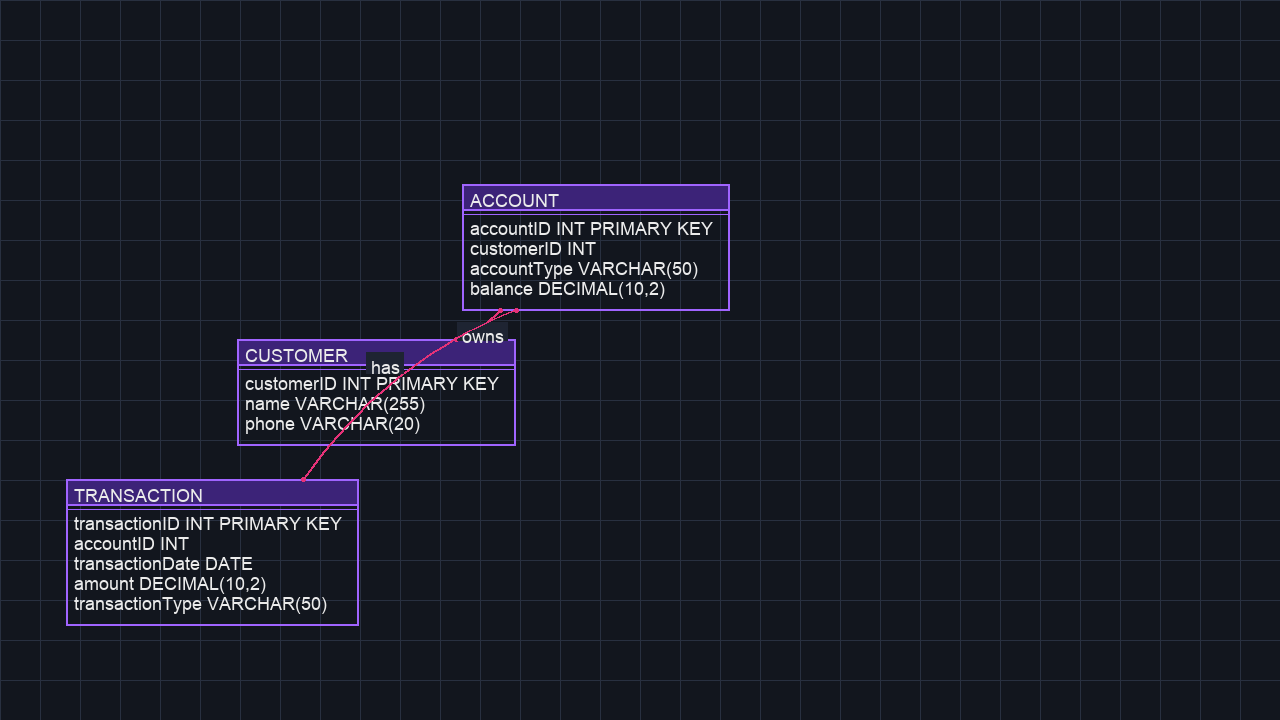 ACCOUNT
accountID INT PRIMARY KEY
customerID INT
accountType VARCHAR(50)
balance DECIMAL(10,2)
owns
CUSTOMER
has
customerID INT PRIMARY KEY
name VARCHAR(255)
phone VARCHAR(20)
TRANSACTION
transactionID INT PRIMARY KEY
accountID INT
transactionDate DATE
amount DECIMAL(10,2)
transactionType VARCHAR(50)